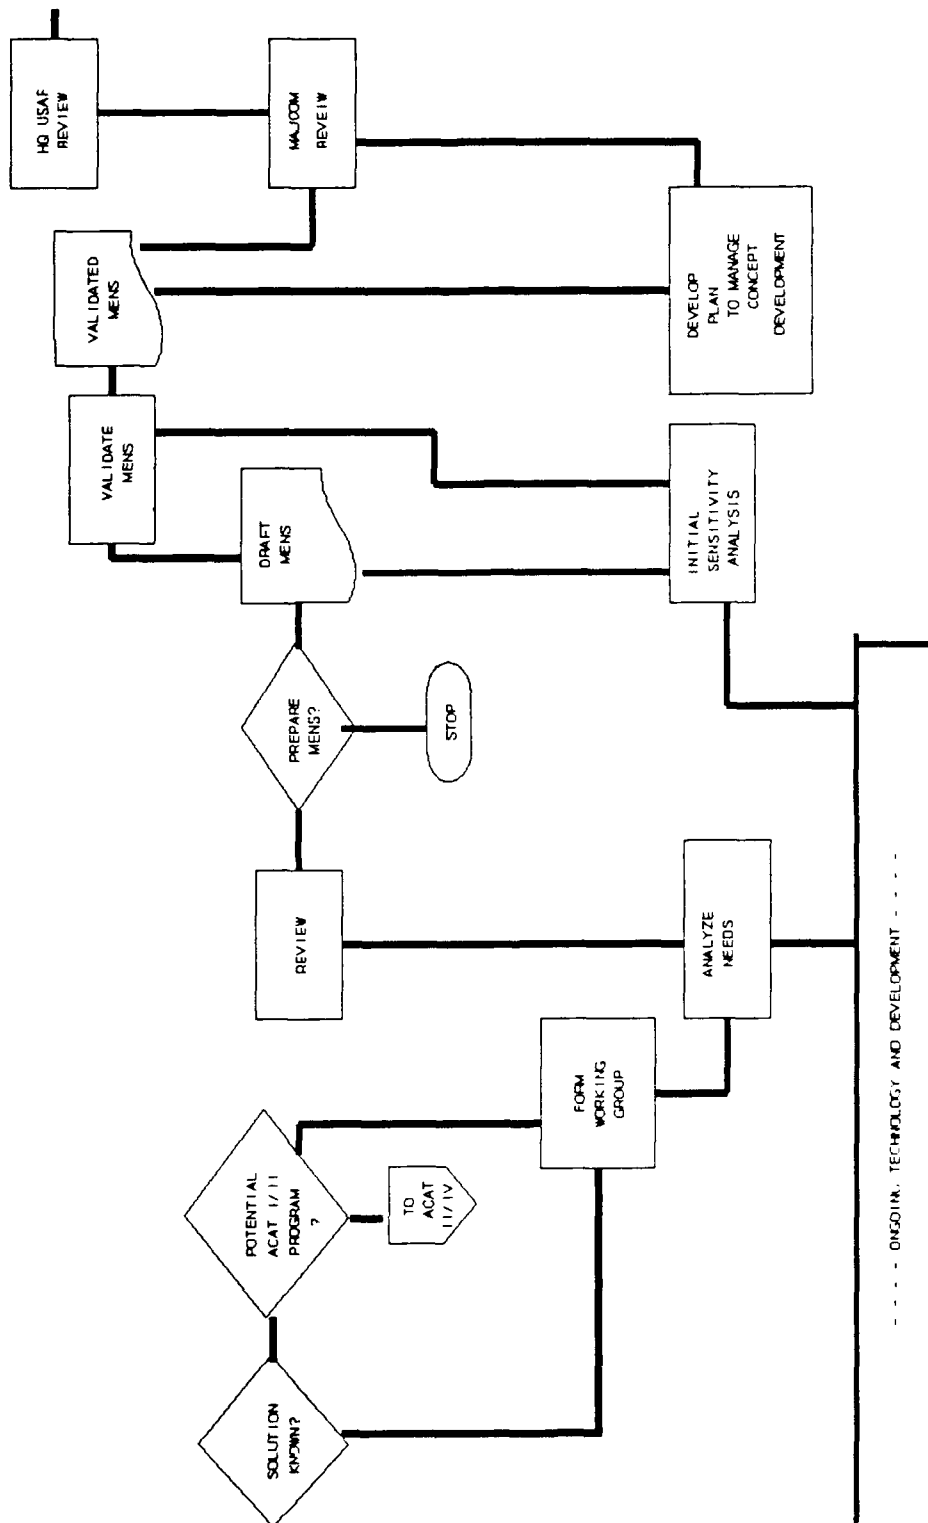 SOLUTION
KNOWN?
POTENTIAL
ACAT I/II
PROGRAM
?
TO
ACAT
II/IV
FORM
WORKING
GROUP
ANALYZE
NEEDS
REVIEW
PREPARE
MENS?
STOP
DRAFT
MENS
INITIAL
SENSITIVITY
ANALYSIS
VALIDATE
MENS
VALIDATED
MENS
DEVELOP
PLAN
TO MANAGE
CONCEPT
DEVELOPMENT
MAJCOM
REVEIW
HQ USAF
REVIEW
- - - - ONGOING TECHNOLOGY AND DEVELOPMENT - - - -